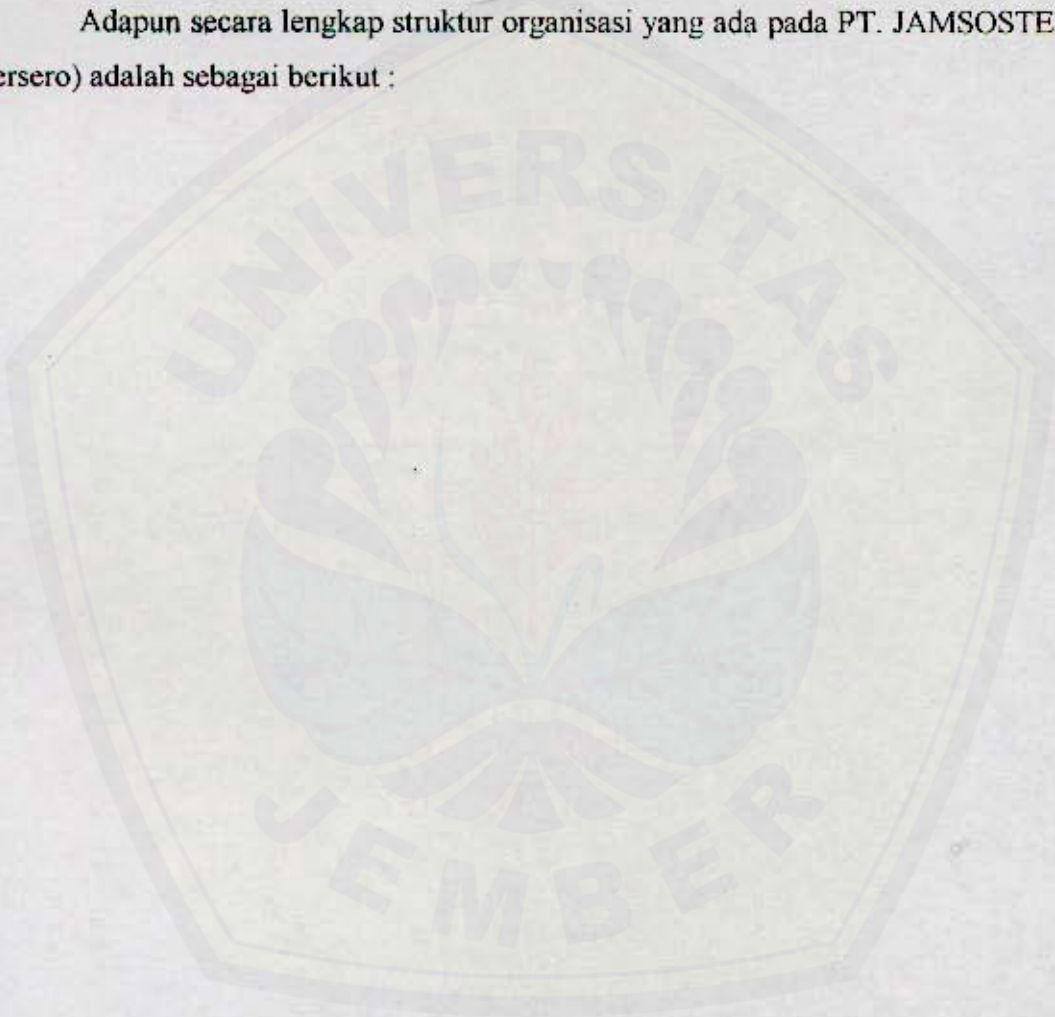 Adapun secara lengkap struktur organisasi yang ada pada PT. JAMSOSTE
ersero) adalah sebagai berikut :
UNIVERSITAS
JEMBER